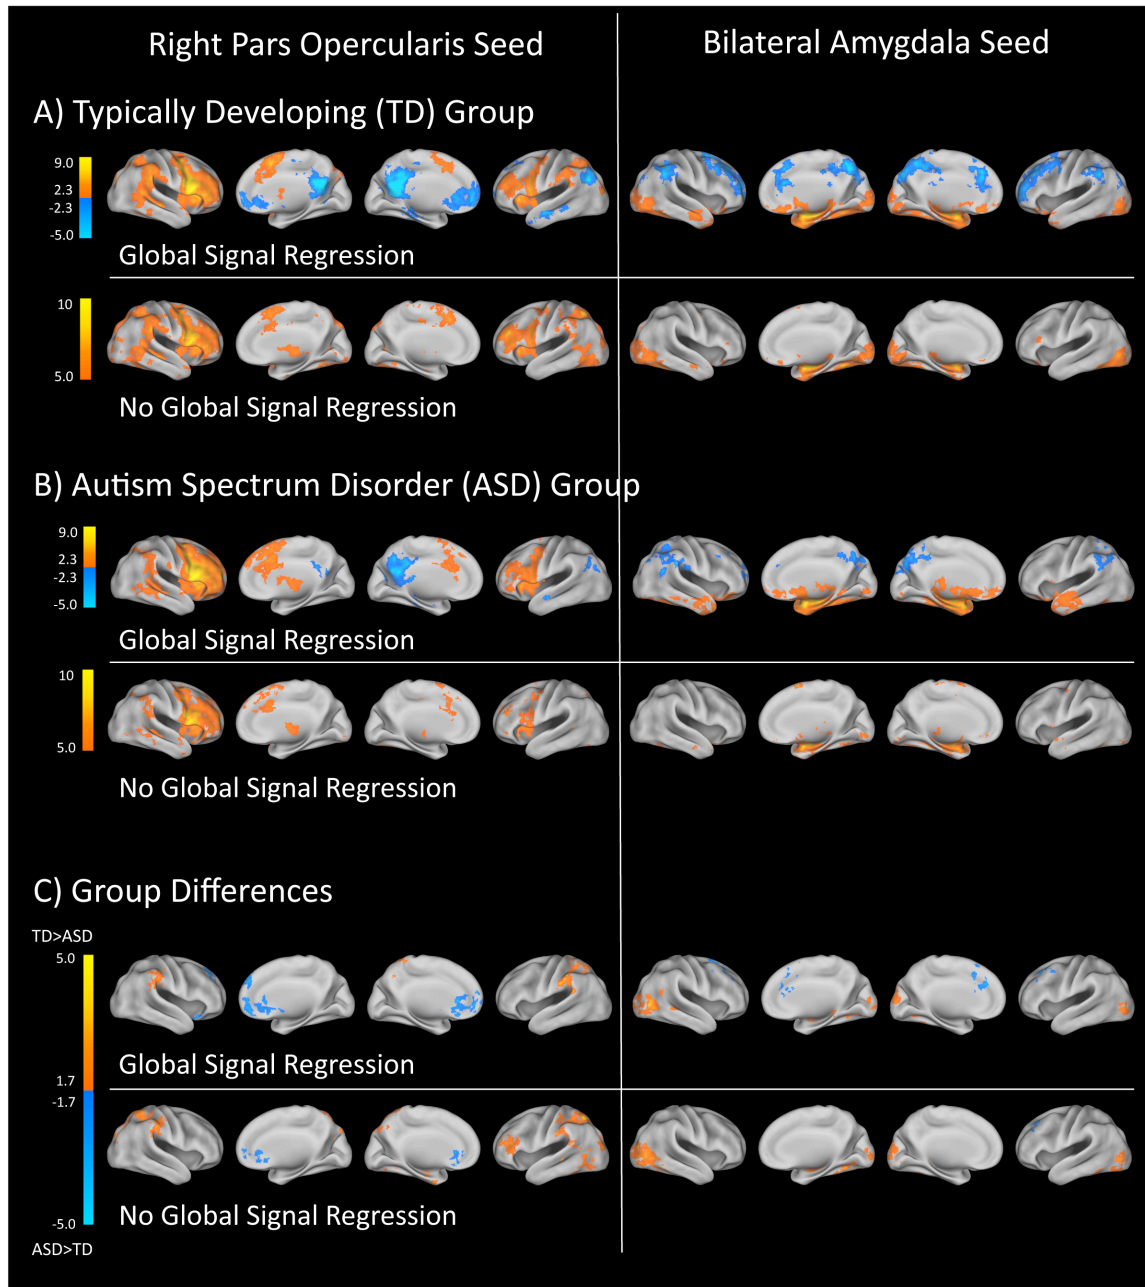 Right Pars Opercularis Seed
Bilateral Amygdala Seed
A) Typically Developing (TD) Group
9.0
2.3
-2.3
-5.0
Global Signal Regression
10
5.0
No Global Signal Regression
B) Autism Spectrum Disorder (ASD) Group
9.0
2.3
-2.3
-5.0
Global Signal Regression
10
5.0
No Global Signal Regression
C) Group Differences
TD>ASD
5.0
1.7
-1.7
-5.0
ASD>TD
Global Signal Regression
No Global Signal Regression